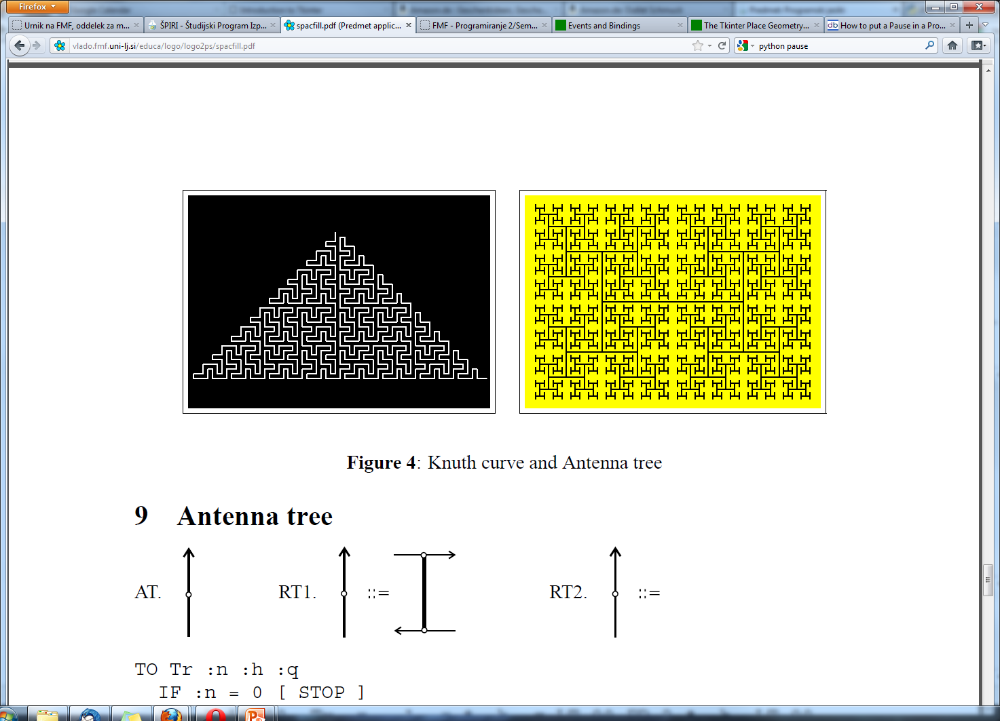 Firefox
Urnik na FMF, oddelek za m...
ŠPIRI - Študijski Program Izp...
spacfill.pdf (Predmet applic...
FMF - Programiranje 2/Sem...
Events and Bindings
The Tkinter Place Geometry...
db How to put a Pause in a Pro...
vlado.fmf.uni-lj.si/educa/logo/logo2ps/spacfill.pdf
python pause
Figure 4: Knuth curve and Antenna tree
9 Antenna tree
AT. RT1. ::= RT2. ::=
TO Tr :n :h :q
IF :n = 0 [ STOP ]